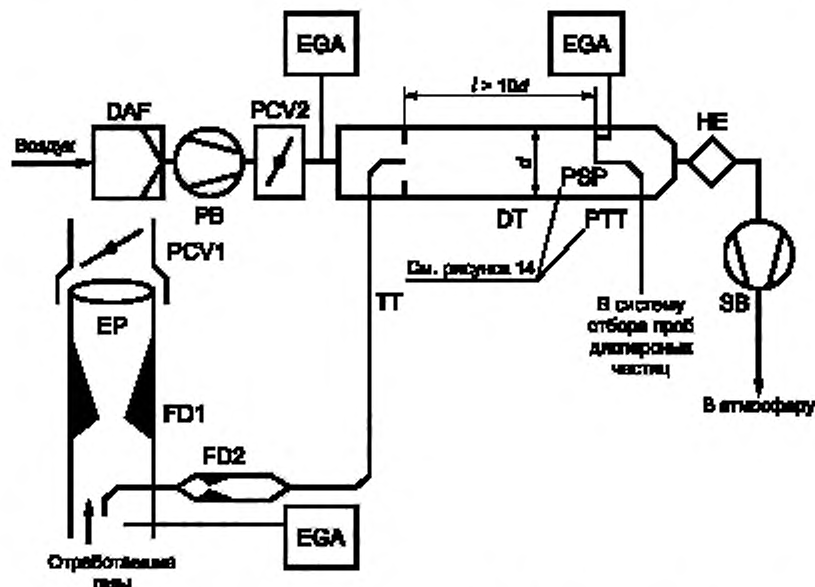 EGA
EGA
l > 10d
DAF
PCV2
HE
Воздух
d
PB
PSP
PCV1
DT
PTT
См. рисунок 14
EP
TT
SB
В систему
отбора проб
дисперсных
частиц
В атмосферу
FD1
FD2
EGA
Отработавшие
газы